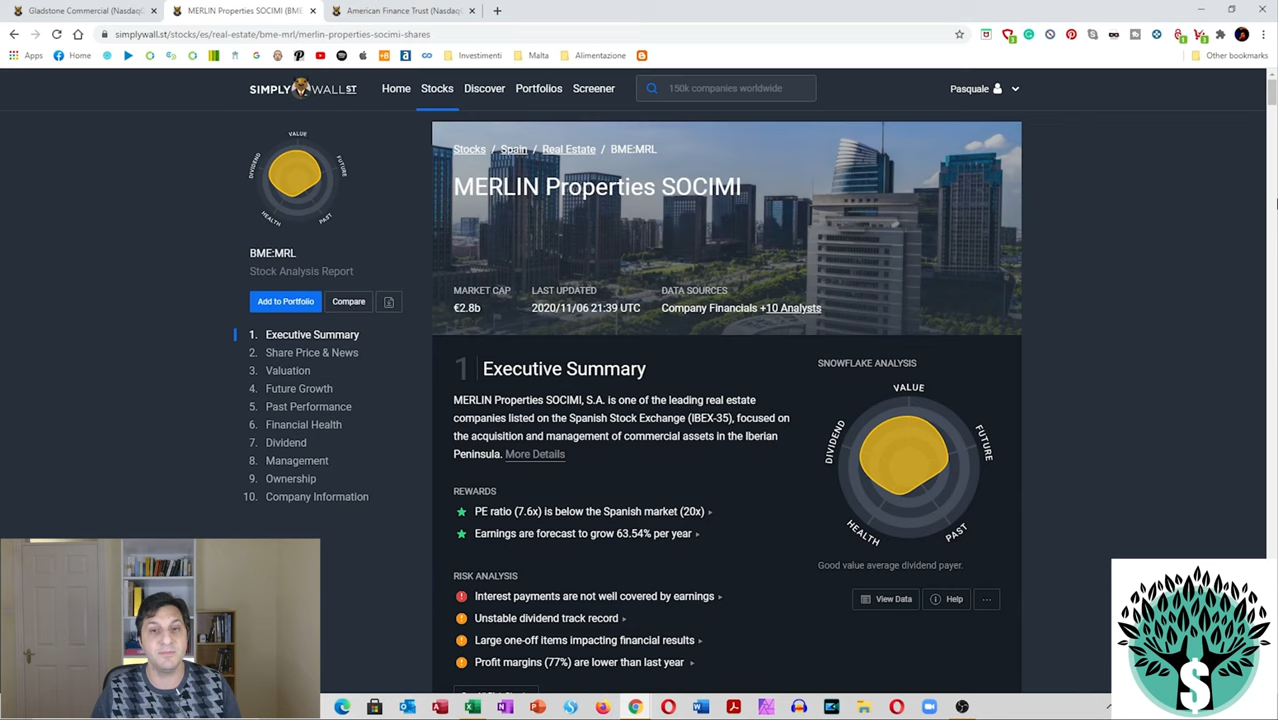 Gladstone Commercial (Nasdaq
MERLIN Properties SOCIMI (BME
American Finance Trust (Nasdaq
simplywall.st/stocks/es/real-estate/bme-mrl/merlin-properties-socimi-shares
Apps
Home
Investimenti
Malta
Alimentazione
Other bookmarks
SIMPLY WALL ST
Home
Stocks
Discover
Portfolios
Screener
150k companies worldwide
Pasquale
VALUE
FUTURE
PAST
HEALTH
DIVIDEND
BME:MRL
Stock Analysis Report
Add to Portfolio
Compare
1. Executive Summary
2. Share Price & News
3. Valuation
4. Future Growth
5. Past Performance
6. Financial Health
7. Dividend
8. Management
9. Ownership
10. Company Information
Stocks / Spain / Real Estate / BME:MRL
MERLIN Properties SOCIMI
MARKET CAP
€2.8b
LAST UPDATED
2020/11/06 21:39 UTC
DATA SOURCES
Company Financials +10 Analysts
1 Executive Summary
MERLIN Properties SOCIMI, S.A. is one of the leading real estate
companies listed on the Spanish Stock Exchange (IBEX-35), focused on
the acquisition and management of commercial assets in the Iberian
Peninsula. More Details
REWARDS
PE ratio (7.6x) is below the Spanish market (20x)
Earnings are forecast to grow 63.54% per year
RISK ANALYSIS
Interest payments are not well covered by earnings
Unstable dividend track record
Large one-off items impacting financial results
Profit margins (77%) are lower than last year
SNOWFLAKE ANALYSIS
VALUE
FUTURE
PAST
HEALTH
DIVIDEND
Good value average dividend payer.
View Data
Help
$